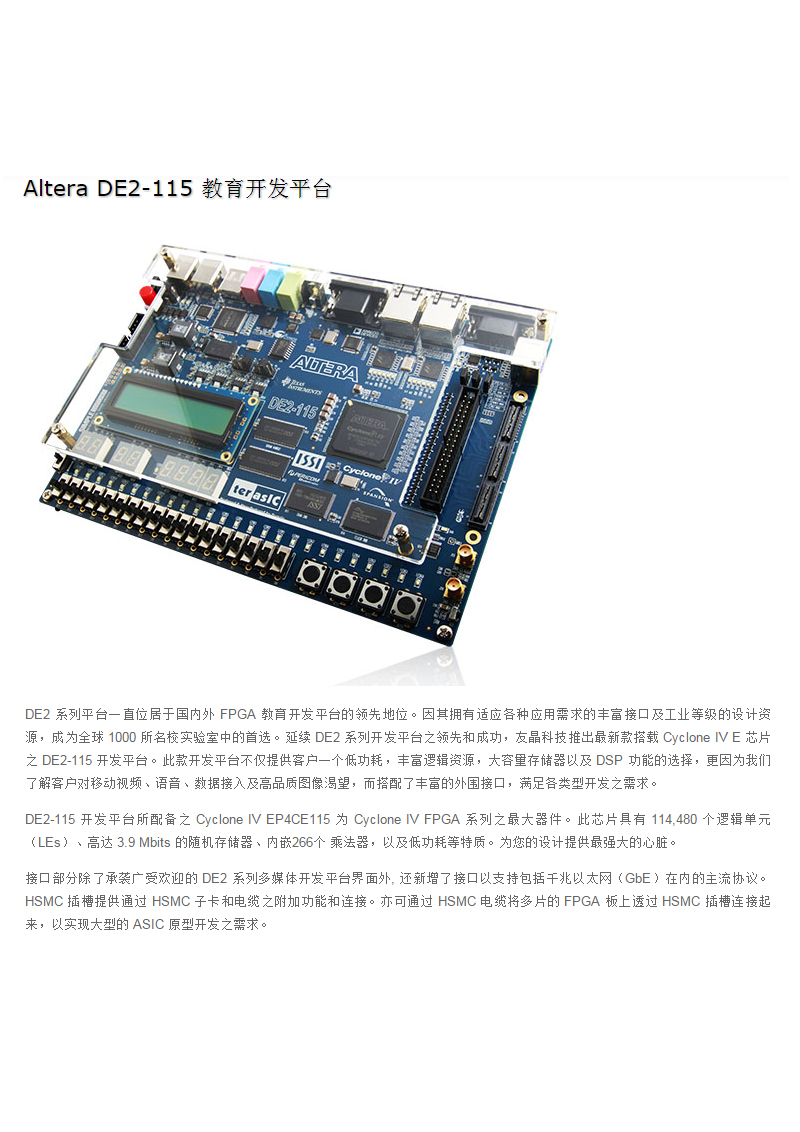 Altera DE2-115 教育开发平台
ALTERA
TEXAS INSTRUMENTS
DE2-115
ALTERA
Cyclone IV
ISSI
PERICOM
Cyclone IV
SPANSION
terasIC
DE2 系列平台一直位居于国内外 FPGA 教育开发平台的领先地位。因其拥有适应各种应用需求的丰富接口及工业等级的设计资
源，成为全球 1000 所名校实验室中的首选。延续 DE2 系列开发平台之领先和成功，友晶科技推出最新款搭载 Cyclone IV E 芯片
之 DE2-115 开发平台。此款开发平台不仅提供客户一个低功耗，丰富逻辑资源，大容量存储器以及 DSP 功能的选择，更因为我们
了解客户对移动视频、语音、数据接入及高品质图像渴望，而搭配了丰富的外围接口，满足各类型开发之需求。
DE2-115 开发平台所配备之 Cyclone IV EP4CE115 为 Cyclone IV FPGA 系列之最大器件。此芯片具有 114,480 个逻辑单元
（LEs）、高达 3.9 Mbits 的随机存储器、内嵌266个 乘法器，以及低功耗等特质。为您的设计提供最强大的心脏。
接口部分除了承袭广受欢迎的 DE2 系列多媒体开发平台界面外, 还新增了接口以支持包括千兆以太网（GbE）在内的主流协议。
HSMC 插槽提供通过 HSMC 子卡和电缆之附加功能和连接。亦可通过 HSMC 电缆将多片的 FPGA 板上透过 HSMC 插槽连接起
来，以实现大型的 ASIC 原型开发之需求。